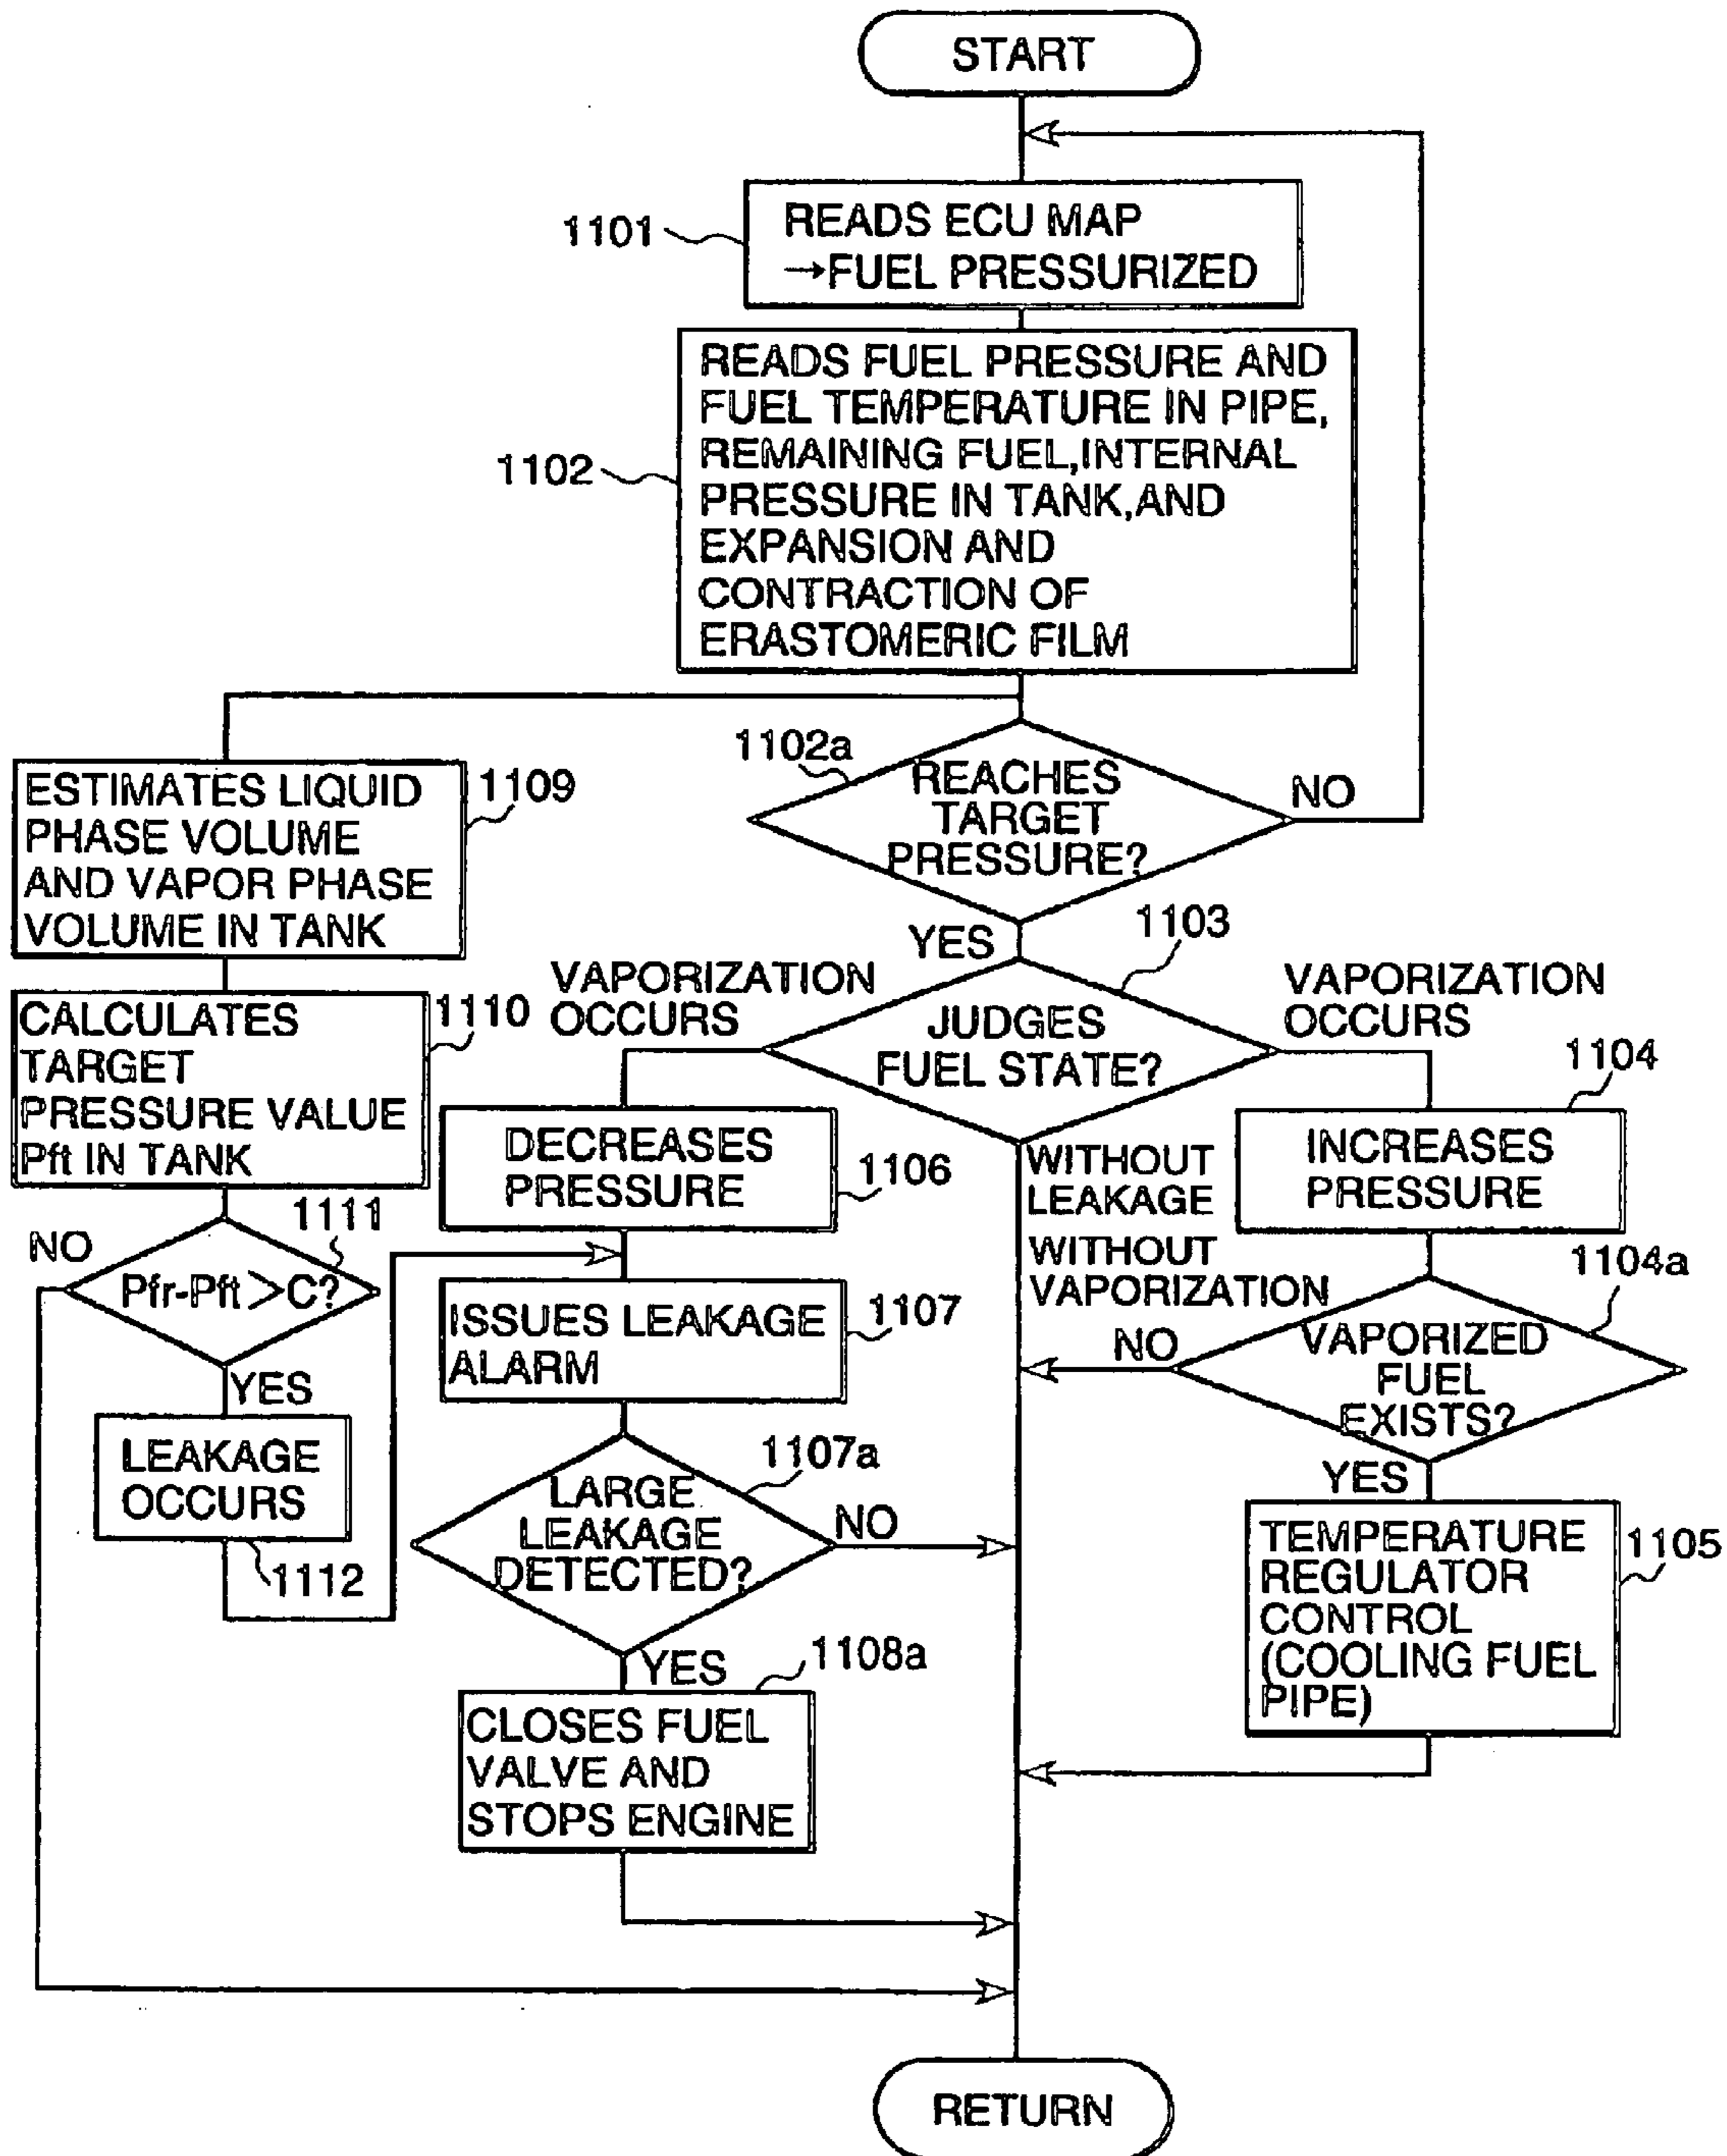 START
1101
READS ECU MAP
→FUEL PRESSURIZED
1102
READS FUEL PRESSURE AND
FUEL TEMPERATURE IN PIPE,
REMAINING FUEL,INTERNAL
PRESSURE IN TANK,AND
EXPANSION AND
CONTRACTION OF
ERASTOMERIC FILM
1102a
REACHES
TARGET
PRESSURE?
NO
YES
ESTIMATES LIQUID
PHASE VOLUME
AND VAPOR PHASE
VOLUME IN TANK
1109
1103
VAPORIZATION
OCCURS
JUDGES
FUEL STATE?
VAPORIZATION
OCCURS
CALCULATES
TARGET
PRESSURE VALUE
Pft IN TANK
1110
DECREASES
PRESSURE
1106
WITHOUT
LEAKAGE
WITHOUT
VAPORIZATION
1104
INCREASES
PRESSURE
1111
NO
Pfr-Pft>C?
YES
ISSUES LEAKAGE
ALARM
1107
1104a
VAPORIZED
FUEL
EXISTS?
NO
YES
LEAKAGE
OCCURS
1112
1107a
LARGE
LEAKAGE
DETECTED?
NO
YES
TEMPERATURE
REGULATOR
CONTROL
(COOLING FUEL
PIPE)
1105
1108a
CLOSES FUEL
VALVE AND
STOPS ENGINE
RETURN